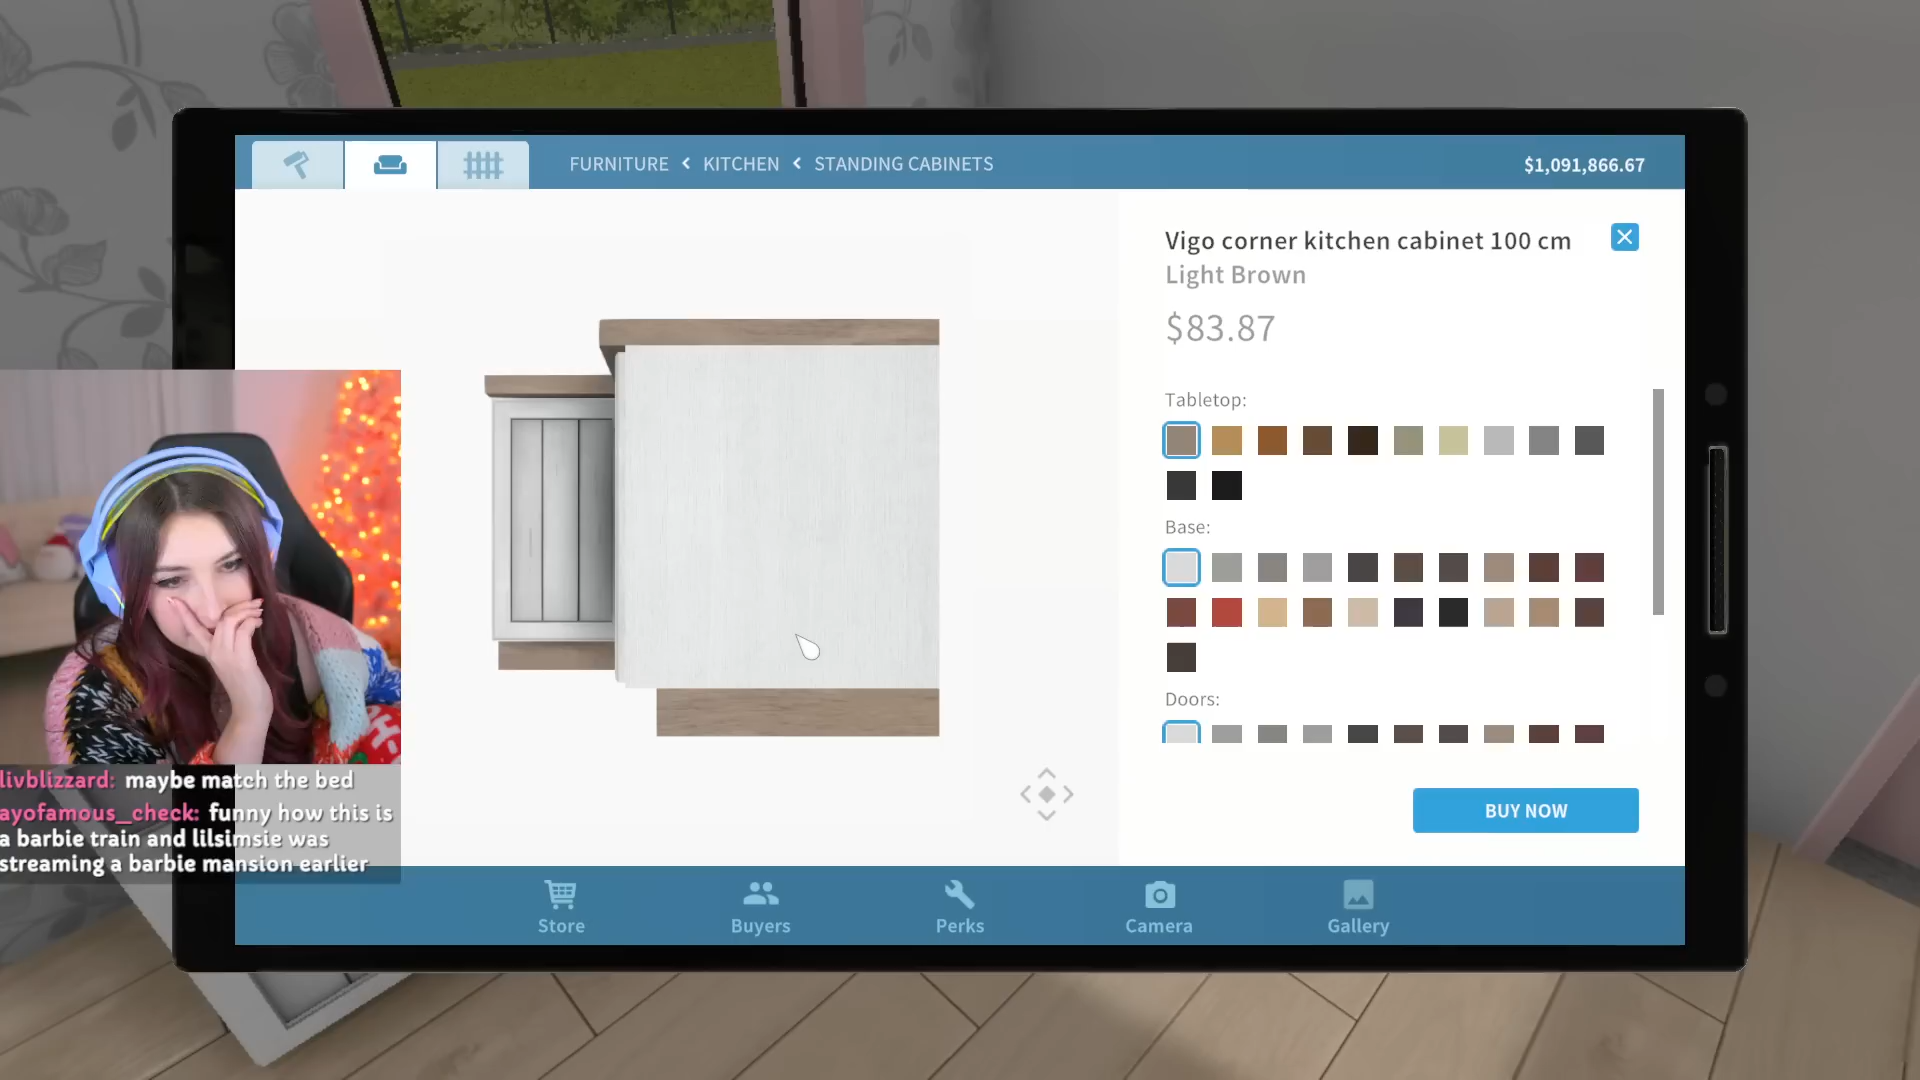 FURNITURE < KITCHEN < STANDING CABINETS
$1,091,866.67
Vigo corner kitchen cabinet 100 cm
Light Brown
$83.87
Tabletop:
Base:
Doors:
BUY NOW
livblizzard: maybe match the bed
ayofamous_check: funny how this is
a barbie train and lilsimsie was
streaming a barbie mansion earlier
Store
Buyers
Perks
Camera
Gallery